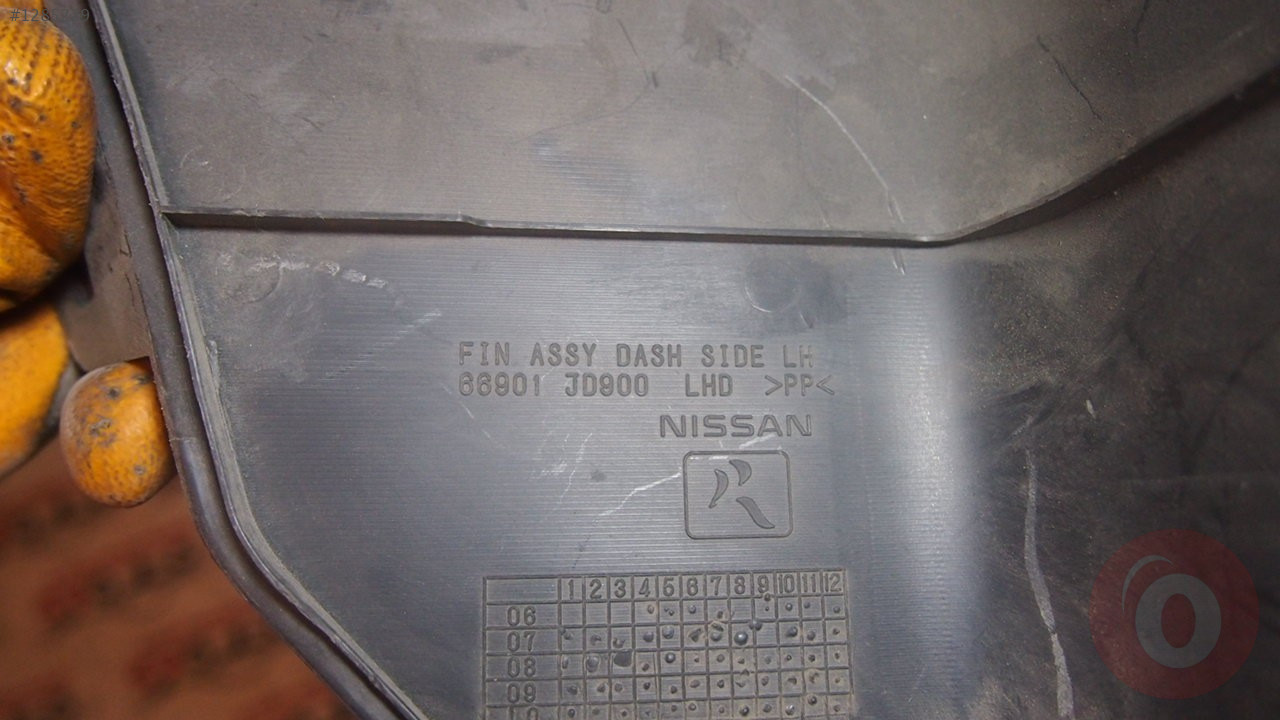 FIN ASSY DASH SIDE LH
66901 JD900 LHD >PP<
NISSAN
1 2 3 4 5 6 7 8 9 10 11 12
06
07
08
09